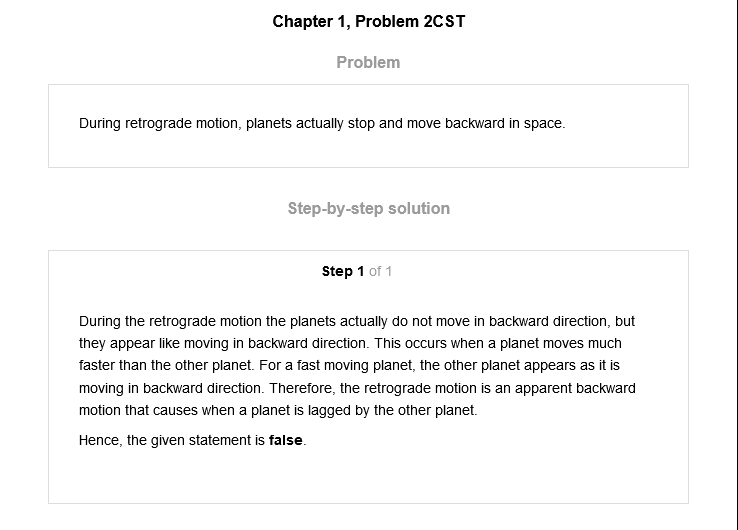 Chapter 1, Problem 2CST
Problem
During retrograde motion, planets actually stop and move backward in space.
Step-by-step solution
Step 1 of 1
During the retrograde motion the planets actually do not move in backward direction, but
they appear like moving in backward direction. This occurs when a planet moves much
faster than the other planet. For a fast moving planet, the other planet appears as it is
moving in backward direction. Therefore, the retrograde motion is an apparent backward
motion that causes when a planet is lagged by the other planet.
Hence, the given statement is false.